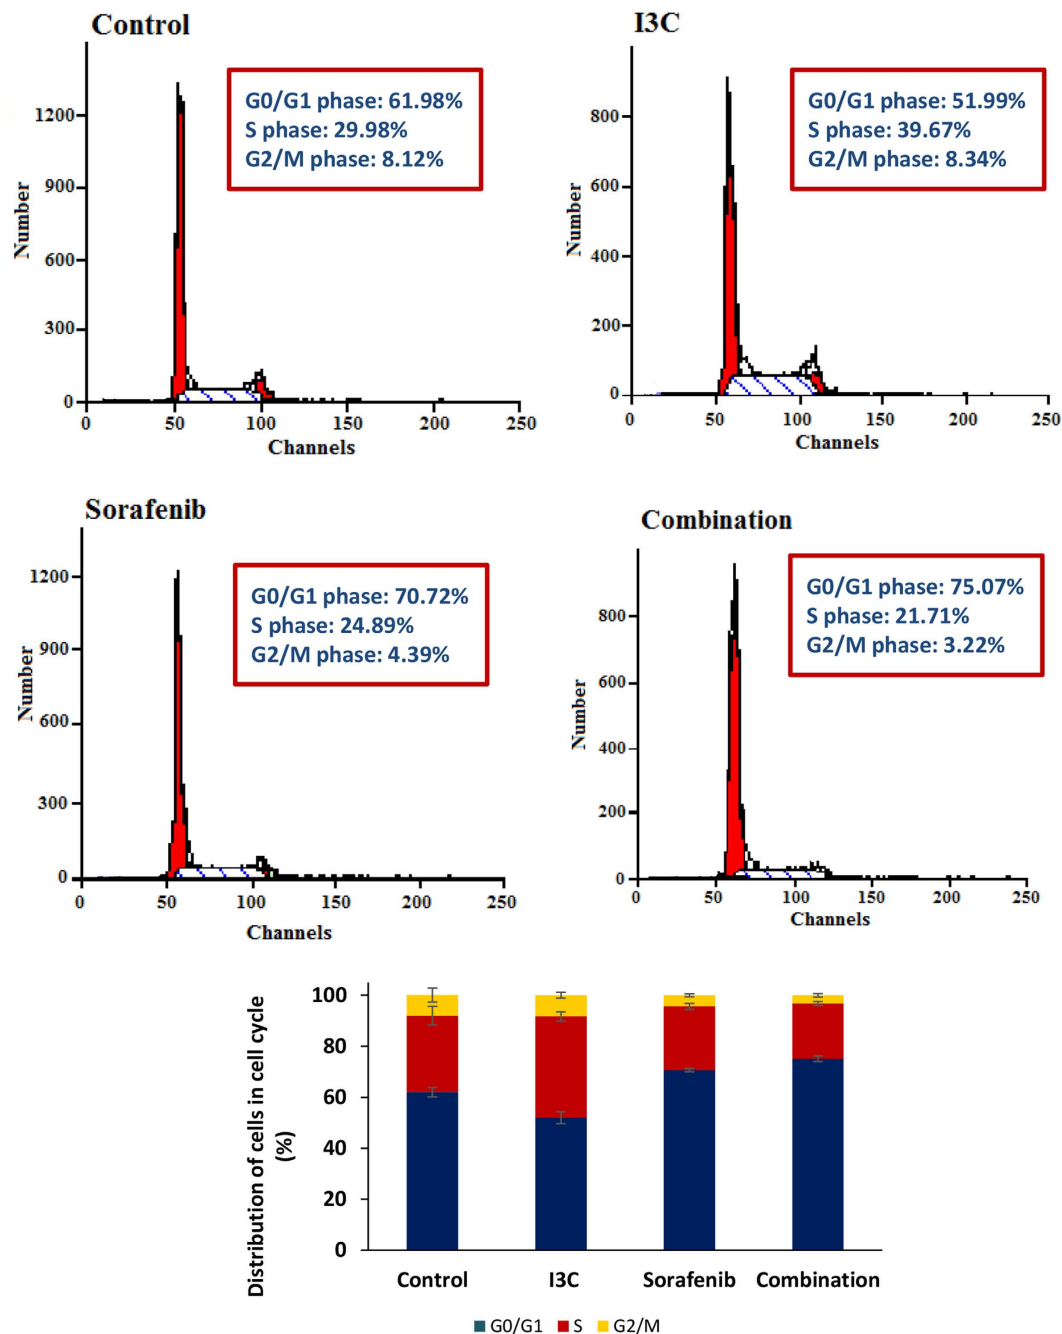 Control
G0/G1 phase: 61.98%
S phase: 29.98%
G2/M phase: 8.12%
Number
1200
900
600
300
0
0 50 100 150 200 250
Channels
I3C
G0/G1 phase: 51.99%
S phase: 39.67%
G2/M phase: 8.34%
Number
800
600
400
200
0
0 50 100 150 200 250
Channels
Sorafenib
G0/G1 phase: 70.72%
S phase: 24.89%
G2/M phase: 4.39%
Number
1200
900
600
300
0
0 50 100 150 200 250
Channels
Combination
G0/G1 phase: 75.07%
S phase: 21.71%
G2/M phase: 3.22%
Number
800
600
400
200
0
0 50 100 150 200 250
Channels
Distribution of cells in cell cycle
(%)
100
80
60
40
20
0
Control I3C Sorafenib Combination
G0/G1 S G2/M